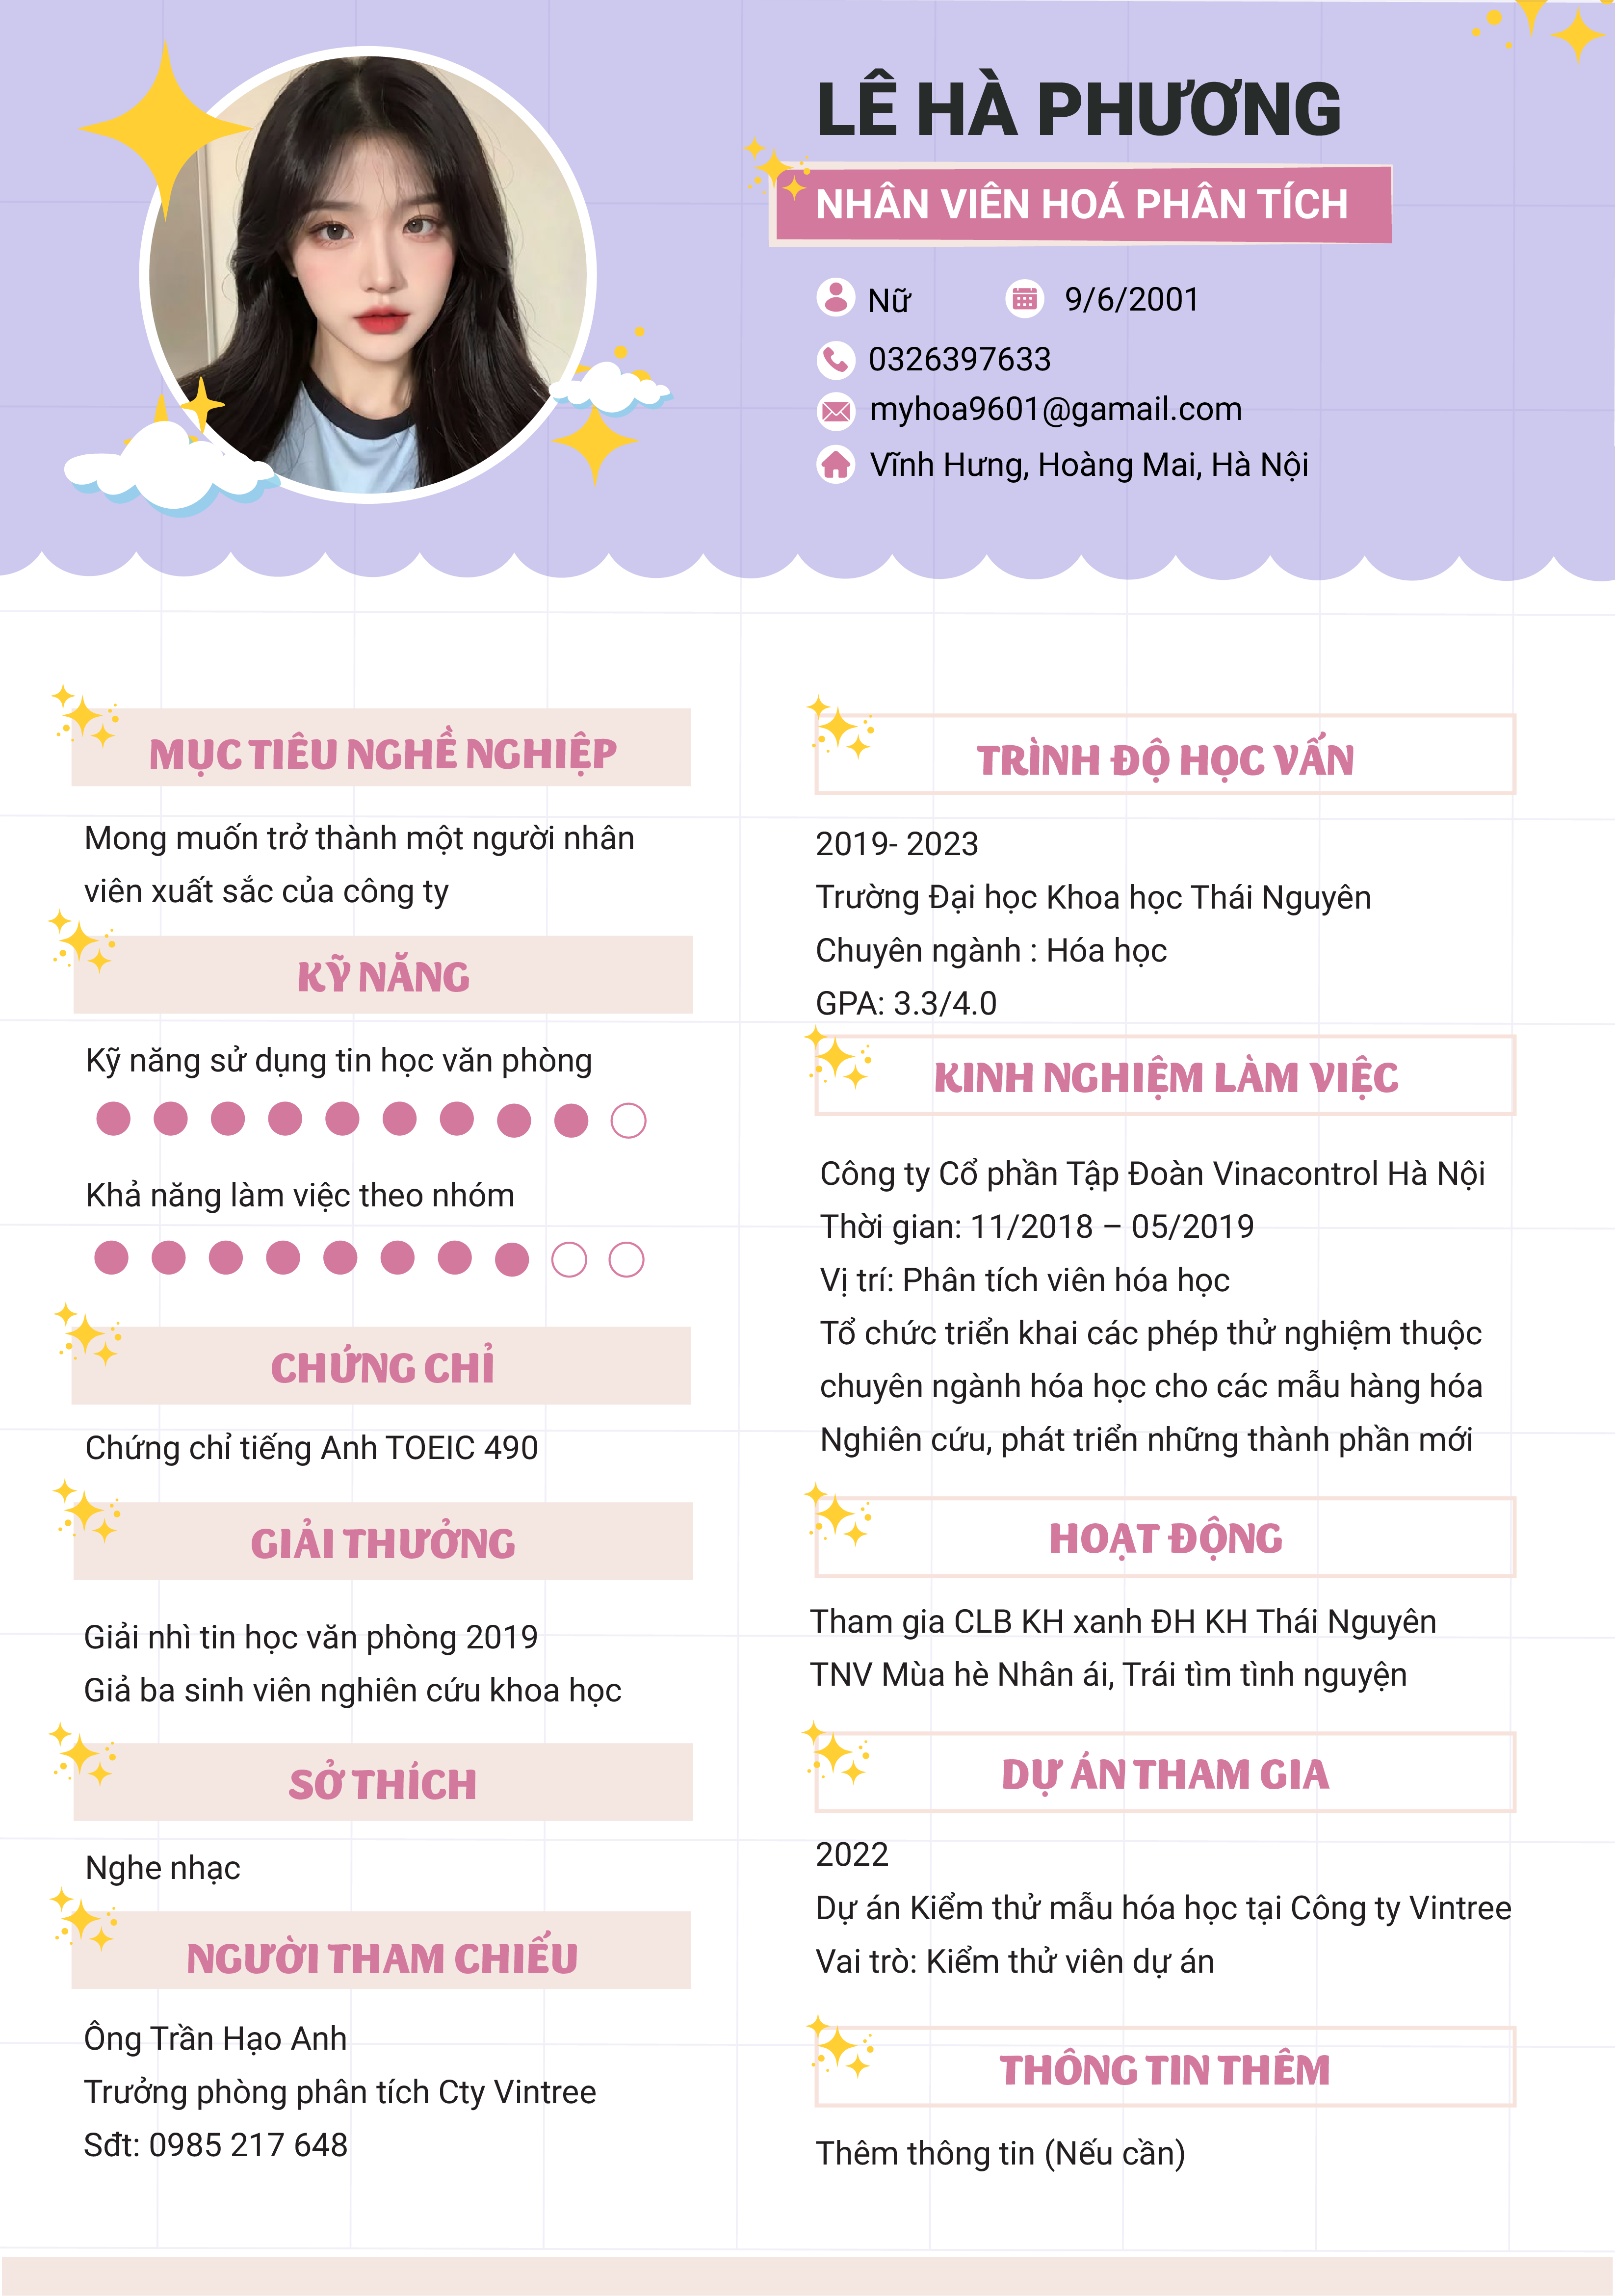 LÊ HÀ PHƯƠNG
NHÂN VIÊN HOÁ PHÂN TÍCH
Nữ
9/6/2001
0326397633
myhoa9601@gamail.com
Vĩnh Hưng, Hoàng Mai, Hà Nội
MỤC TIÊU NGHỀ NGHIỆP
Mong muốn trở thành một người nhân
viên xuất sắc của công ty
KỸ NĂNG
Kỹ năng sử dụng tin học văn phòng
Khả năng làm việc theo nhóm
CHỨNG CHỈ
Chứng chỉ tiếng Anh TOEIC 490
GIẢI THƯỞNG
Giải nhì tin học văn phòng 2019
Giả ba sinh viên nghiên cứu khoa học
SỞ THÍCH
Nghe nhạc
NGƯỜI THAM CHIẾU
Ông Trần Hạo Anh
Trưởng phòng phân tích Cty Vintree
Sđt: 0985 217 648
TRÌNH ĐỘ HỌC VẤN
2019- 2023
Trường Đại học Khoa học Thái Nguyên
Chuyên ngành : Hóa học
GPA: 3.3/4.0
KINH NGHIỆM LÀM VIỆC
Công ty Cổ phần Tập Đoàn Vinacontrol Hà Nội
Thời gian: 11/2018 – 05/2019
Vị trí: Phân tích viên hóa học
Tổ chức triển khai các phép thử nghiệm thuộc
chuyên ngành hóa học cho các mẫu hàng hóa
Nghiên cứu, phát triển những thành phần mới
HOẠT ĐỘNG
Tham gia CLB KH xanh ĐH KH Thái Nguyên
TNV Mùa hè Nhân ái, Trái tìm tình nguyện
DỰ ÁN THAM GIA
2022
Dự án Kiểm thử mẫu hóa học tại Công ty Vintree
Vai trò: Kiểm thử viên dự án
THÔNG TIN THÊM
Thêm thông tin (Nếu cần)